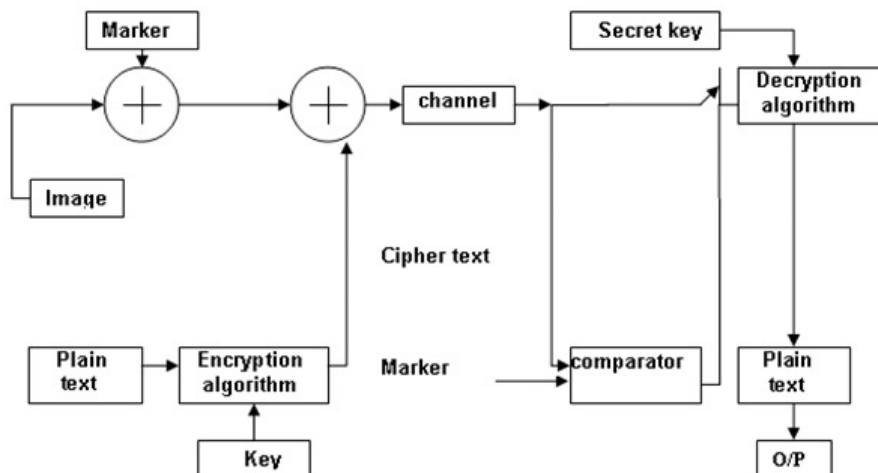 Marker
Secret key
Decryption
algorithm
channel
Image
Cipher text
Plain
text
Encryption
algorithm
Marker
comparator
Plain
text
Key
O/P